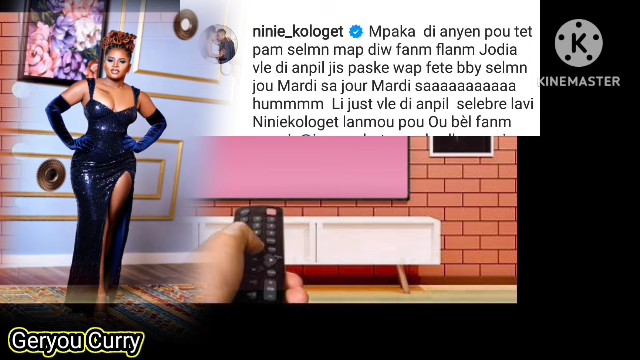 ninie_kologet Mpaka di anyen pou tet
pam selmn map diw fanm flanm Jodia
vle di anpil jis paske wap fete bby selmn
jou Mardi sa jour Mardi saaaaaaaaaaa
hummmm Li just vle di anpil selebre lavi
Niniekologet lanmou pou Ou bèl fanm
KINEMASTER
Geryou Curry